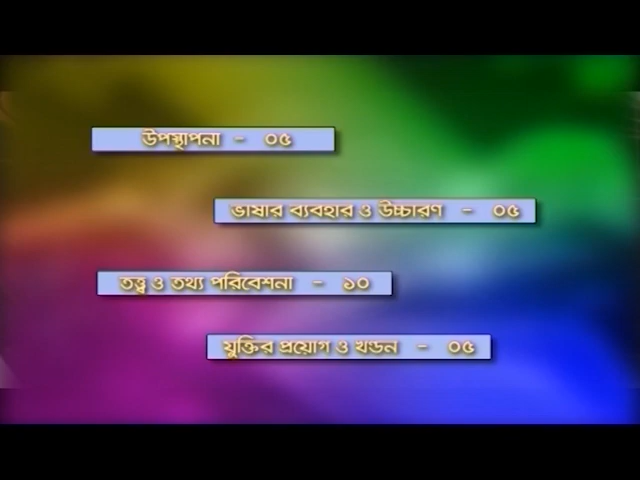 উপস্থাপনা - ০৫
ভাষার ব্যবহার ও উচ্চারণ - ০৫
তত্ত্ব ও তথ্য পরিবেশনা - ১০
যুক্তির প্রয়োগ ও খন্ডন - ০৫